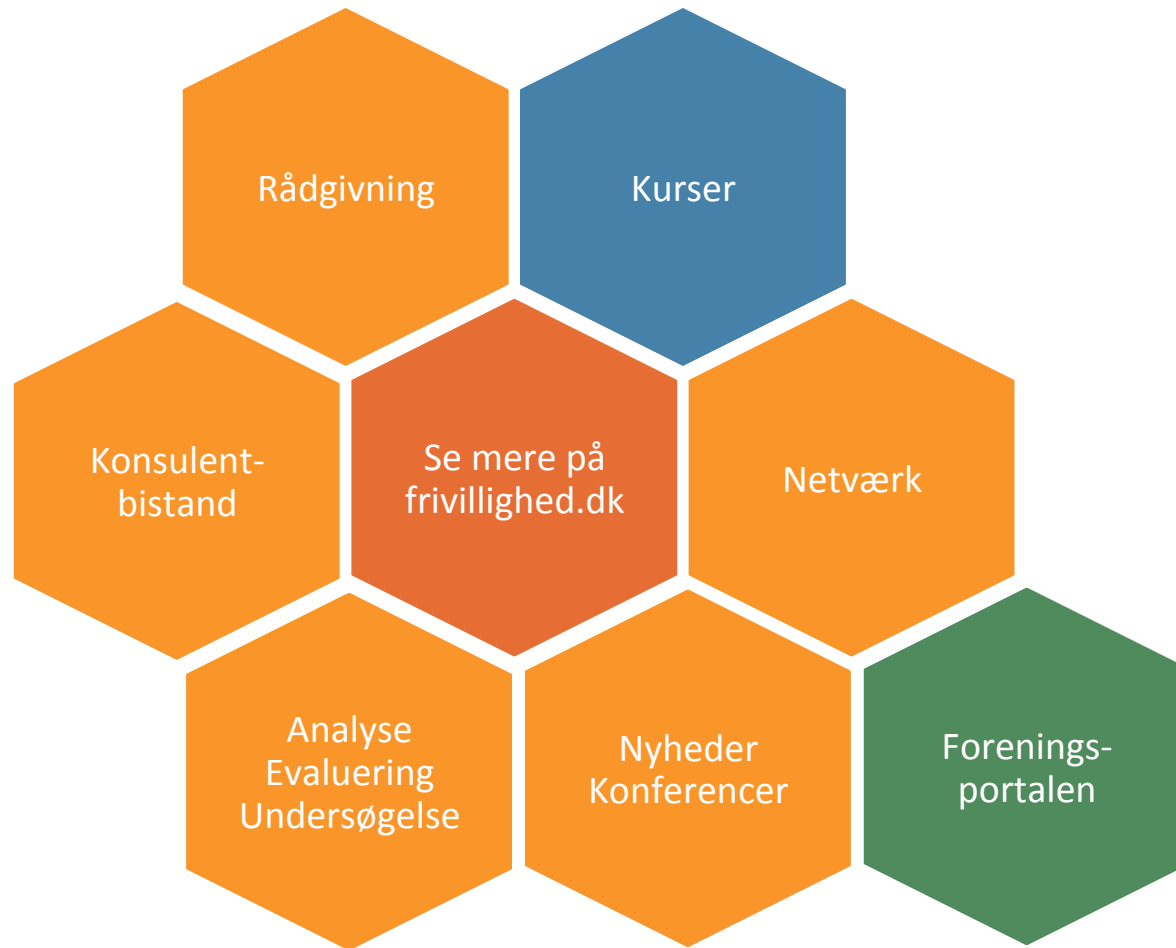 Rådgivning
Kurser
Konsulent-
bistand
Se mere på
frivillighed.dk
Netværk
Analyse
Evaluering
Undersøgelse
Nyheder
Konferencer
Forenings-
portalen